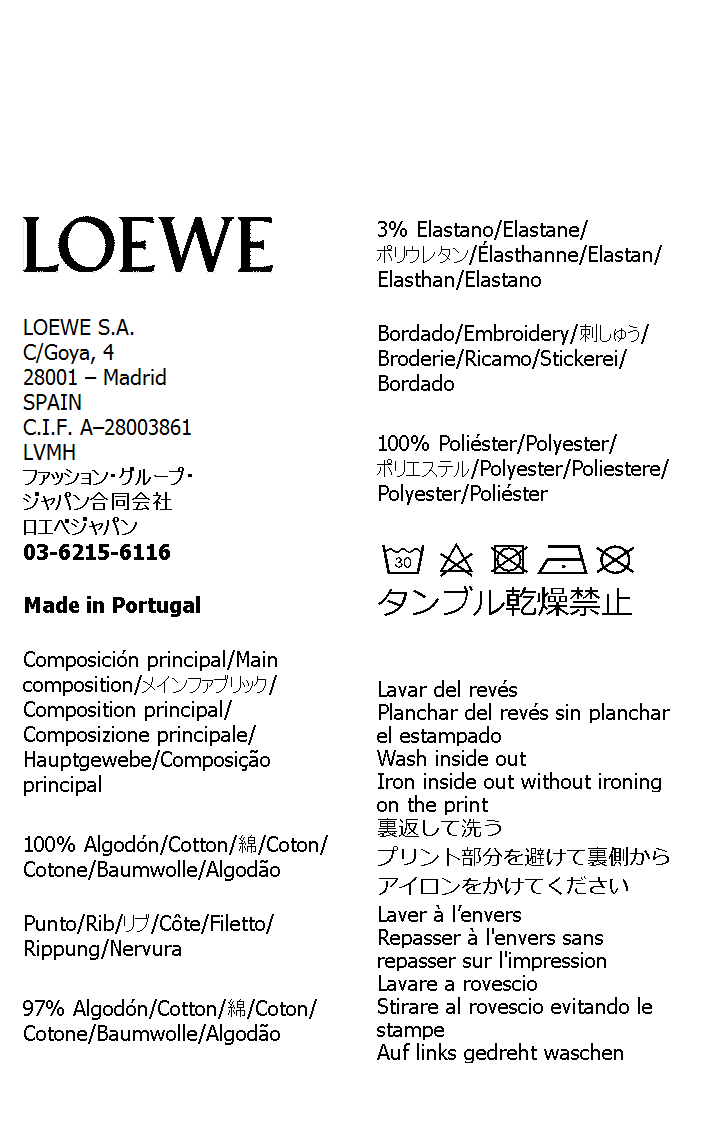 LOEWE
LOEWE S.A.
C/Goya, 4
28001 – Madrid
SPAIN
C.I.F. A–28003861
LVMH
ファッション・グループ・
ジャパン合同会社
ロエベジャパン
03-6215-6116
Made in Portugal
Composición principal/Main
composition/メインファブリック/
Composition principal/
Composizione principale/
Hauptgewebe/Composição
principal
100% Algodón/Cotton/綿/Coton/
Cotone/Baumwolle/Algodão
Punto/Rib/リブ/Côte/Filetto/
Rippung/Nervura
97% Algodón/Cotton/綿/Coton/
Cotone/Baumwolle/Algodão
3% Elastano/Elastane/
ポリウレタン/Élasthanne/Elastan/
Elasthan/Elastano
Bordado/Embroidery/刺しゅう/
Broderie/Ricamo/Stickerei/
Bordado
100% Poliéster/Polyester/
ポリエステル/Polyester/Poliestere/
Polyester/Poliéster
30
タンブル乾燥禁止
Lavar del revés
Planchar del revés sin planchar
el estampado
Wash inside out
Iron inside out without ironing
on the print
裏返して洗う
プリント部分を避けて裏側から
アイロンをかけてください
Laver à l’envers
Repasser à l'envers sans
repasser sur l'impression
Lavare a rovescio
Stirare al rovescio evitando le
stampe
Auf links gedreht waschen